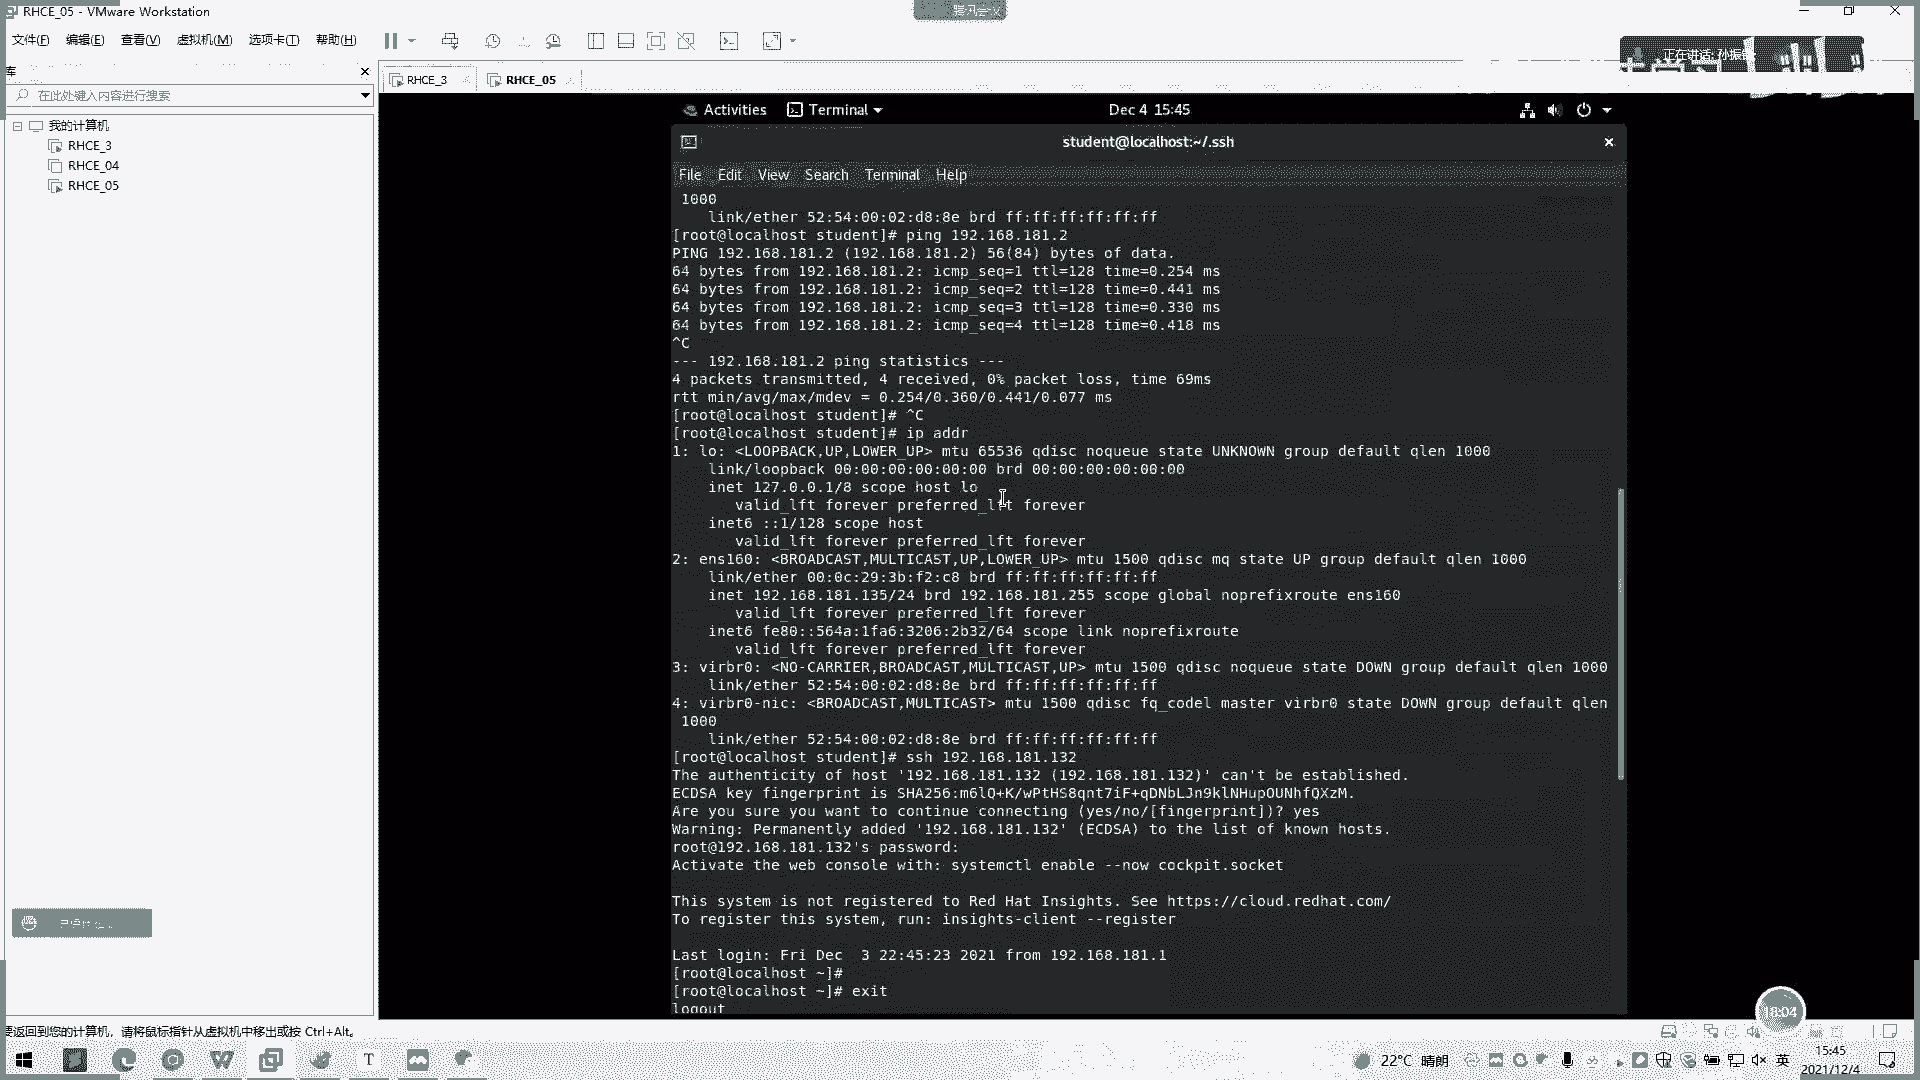 RHCE_05 - VMware Workstation
文件(F) 编辑(E) 查看(V) 虚拟机(M) 选项卡(T) 帮助(H)
正在讲话: 孙振
库
在此处键入内容进行搜索
我的计算机
RHCE_3
RHCE_04
RHCE_05
RHCE_3 RHCE_05
Activities Terminal Dec 4 15:45
student@localhost:~/.ssh
File Edit View Search Terminal Help
1000
link/ether 52:54:00:02:d8:8e brd ff:ff:ff:ff:ff:ff
[root@localhost student]# ping 192.168.181.2
PING 192.168.181.2 (192.168.181.2) 56(84) bytes of data.
64 bytes from 192.168.181.2: icmp_seq=1 ttl=128 time=0.254 ms
64 bytes from 192.168.181.2: icmp_seq=2 ttl=128 time=0.441 ms
64 bytes from 192.168.181.2: icmp_seq=3 ttl=128 time=0.330 ms
64 bytes from 192.168.181.2: icmp_seq=4 ttl=128 time=0.418 ms
^C
--- 192.168.181.2 ping statistics ---
4 packets transmitted, 4 received, 0% packet loss, time 69ms
rtt min/avg/max/mdev = 0.254/0.360/0.441/0.077 ms
[root@localhost student]# ^C
[root@localhost student]# ip addr
1: lo: <LOOPBACK,UP,LOWER_UP> mtu 65536 qdisc noqueue state UNKNOWN group default qlen 1000
link/loopback 00:00:00:00:00:00 brd 00:00:00:00:00:00
inet 127.0.0.1/8 scope host lo
valid_lft forever preferred_lft forever
inet6 ::1/128 scope host
valid_lft forever preferred_lft forever
2: ens160: <BROADCAST,MULTICAST,UP,LOWER_UP> mtu 1500 qdisc mq state UP group default qlen 1000
link/ether 00:0c:29:3b:f2:c8 brd ff:ff:ff:ff:ff:ff
inet 192.168.181.135/24 brd 192.168.181.255 scope global noprefixroute ens160
valid_lft forever preferred_lft forever
inet6 fe80::564a:1fa6:3206:2b32/64 scope link noprefixroute
valid_lft forever preferred_lft forever
3: virbr0: <NO-CARRIER,BROADCAST,MULTICAST,UP> mtu 1500 qdisc noqueue state DOWN group default qlen 1000
link/ether 52:54:00:02:d8:8e brd ff:ff:ff:ff:ff:ff
4: virbr0-nic: <BROADCAST,MULTICAST> mtu 1500 qdisc fq_codel master virbr0 state DOWN group default qlen
1000
link/ether 52:54:00:02:d8:8e brd ff:ff:ff:ff:ff:ff
[root@localhost student]# ssh 192.168.181.132
The authenticity of host '192.168.181.132 (192.168.181.132)' can't be established.
ECDSA key fingerprint is SHA256:m6lQ+K/wPtHS8qnt7iF+qDNbLJn9klNHupOUNhfQXzM.
Are you sure you want to continue connecting (yes/no/[fingerprint])? yes
Warning: Permanently added '192.168.181.132' (ECDSA) to the list of known hosts.
root@192.168.181.132's password:
Activate the web console with: systemctl enable --now cockpit.socket
This system is not registered to Red Hat Insights. See https://cloud.redhat.com/
To register this system, run: insights-client --register
Last login: Fri Dec  3 22:45:23 2021 from 192.168.181.1
[root@localhost ~]#
[root@localhost ~]# exit
logout
18:04
要返回到您的计算机，请将鼠标指针从虚拟机中移出或按 Ctrl+Alt。
22°C 晴朗
英
15:45
2021/12/4